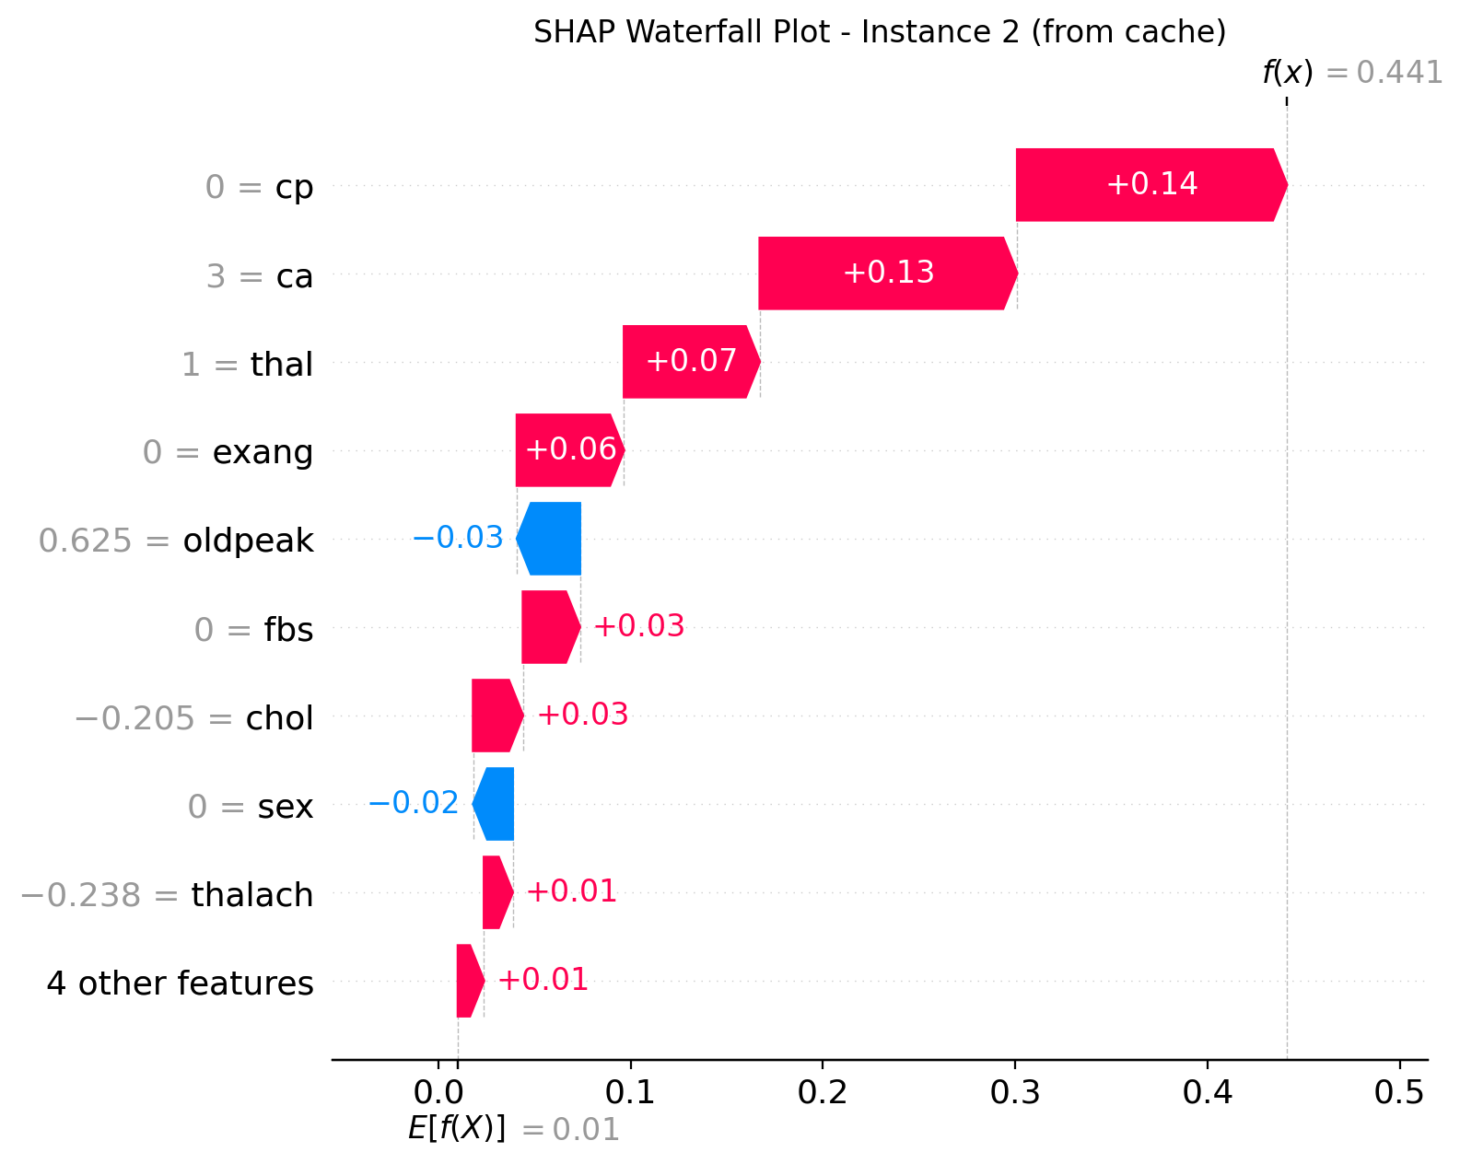 SHAP Waterfall Plot - Instance 2 (from cache)
f(x) = 0.441
0 = cp +0.14
3 = ca +0.13
1 = thal +0.07
0 = exang +0.06
0.625 = oldpeak −0.03
0 = fbs +0.03
−0.205 = chol +0.03
0 = sex −0.02
−0.238 = thalach +0.01
4 other features +0.01
0.0 0.1 0.2 0.3 0.4 0.5
E[f(X)] = 0.01